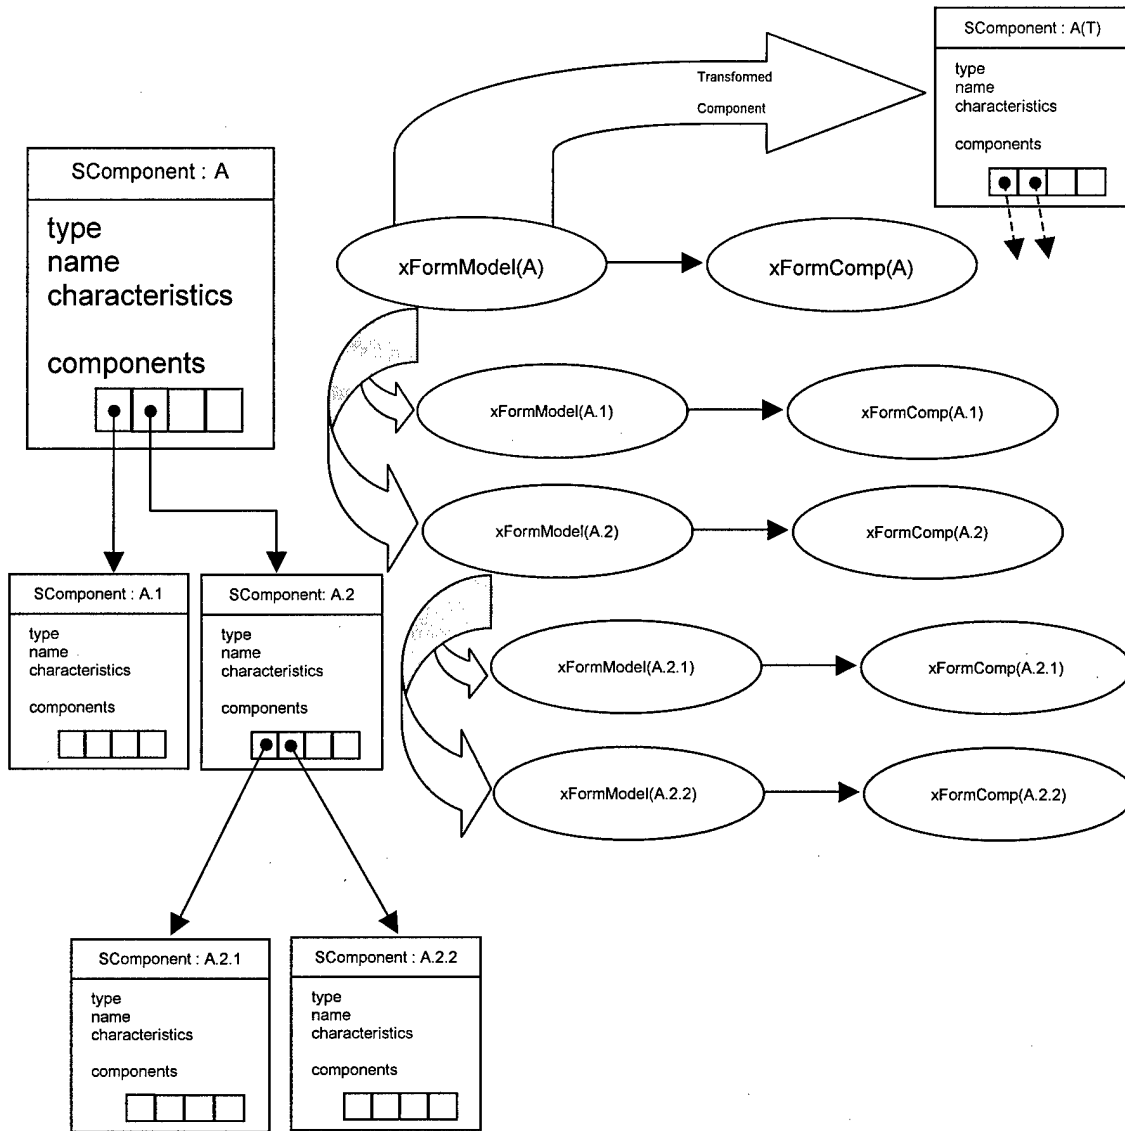 SComponent : A(T)
type
name
characteristics
components
Transformed
Component
SComponent : A
type
name
characteristics
components
xFormModel(A)
xFormComp(A)
xFormModel(A.1)
xFormComp(A.1)
xFormModel(A.2)
xFormComp(A.2)
SComponent : A.1
type
name
characteristics
components
SComponent: A.2
type
name
characteristics
components
xFormModel(A.2.1)
xFormComp(A.2.1)
xFormModel(A.2.2)
xFormComp(A.2.2)
SComponent : A.2.1
type
name
characteristics
components
SComponent : A.2.2
type
name
characteristics
components